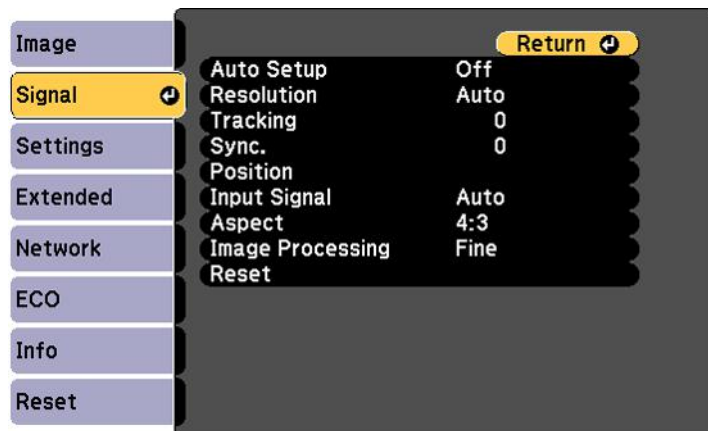 Image
Signal
Settings
Extended
Network
ECO
Info
Reset
Return
Auto Setup Off
Resolution Auto
Tracking 0
Sync. 0
Position
Input Signal Auto
Aspect 4:3
Image Processing Fine
Reset